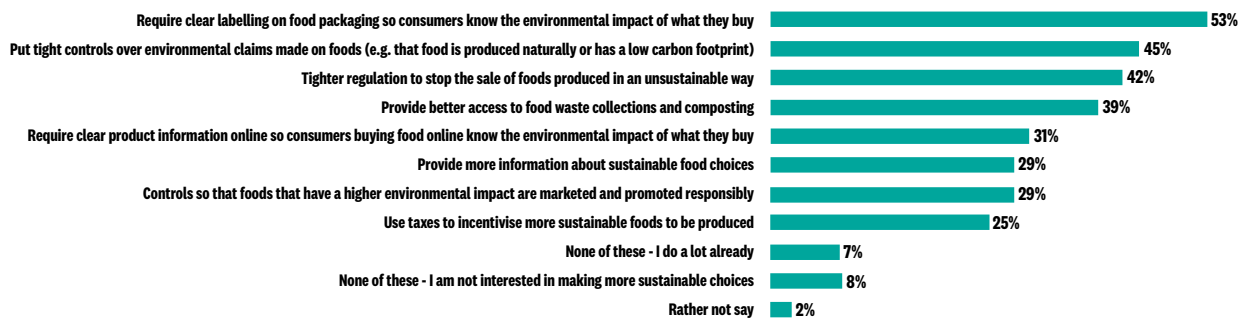 Require clear labelling on food packaging so consumers know the environmental impact of what they buy 53%
Put tight controls over environmental claims made on foods (e.g. that food is produced naturally or has a low carbon footprint) 45%
Tighter regulation to stop the sale of foods produced in an unsustainable way 42%
Provide better access to food waste collections and composting 39%
Require clear product information online so consumers buying food online know the environmental impact of what they buy 31%
Provide more information about sustainable food choices 29%
Controls so that foods that have a higher environmental impact are marketed and promoted responsibly 29%
Use taxes to incentivise more sustainable foods to be produced 25%
None of these - I do a lot already 7%
None of these - I am not interested in making more sustainable choices 8%
Rather not say 2%